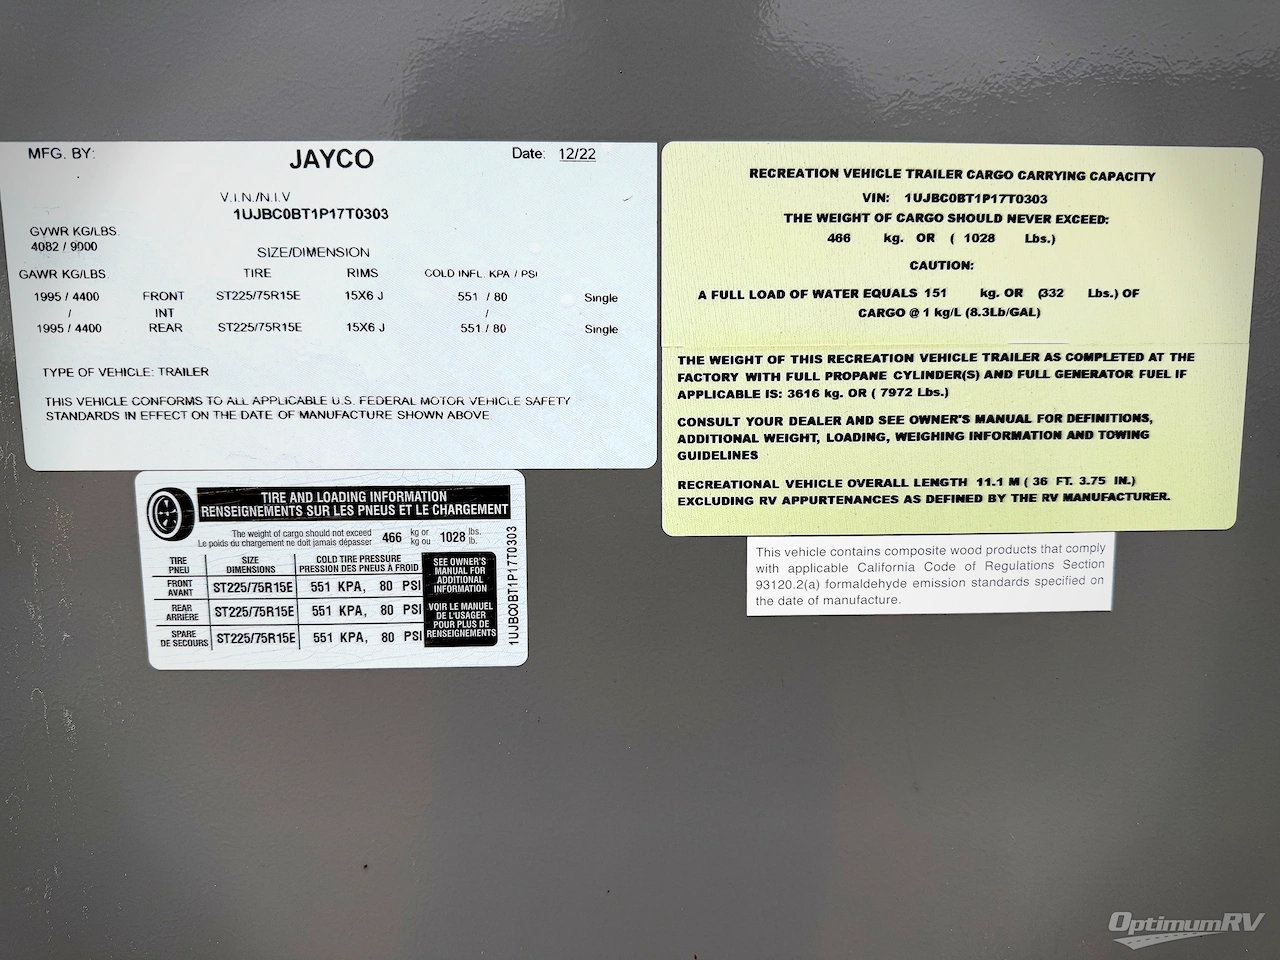 MFG. BY: JAYCO Date: 12/22
V.I.N./N.I.V
1UJBC0BT1P17T0303
GVWR KG/LBS.
4082 / 9000
SIZE/DIMENSION
GAWR KG/LBS. TIRE RIMS COLD INFL. KPA / PSI
1995 / 4400 FRONT ST225/75R15E 15X6 J 551 / 80 Single
/ INT /
1995 / 4400 REAR ST225/75R15E 15X6 J 551 / 80 Single
TYPE OF VEHICLE: TRAILER
THIS VEHICLE CONFORMS TO ALL APPLICABLE U.S. FEDERAL MOTOR VEHICLE SAFETY
STANDARDS IN EFFECT ON THE DATE OF MANUFACTURE SHOWN ABOVE.
RECREATION VEHICLE TRAILER CARGO CARRYING CAPACITY
VIN: 1UJBC0BT1P17T0303
THE WEIGHT OF CARGO SHOULD NEVER EXCEED:
466 kg. OR ( 1028 Lbs.)
CAUTION:
A FULL LOAD OF WATER EQUALS 151 kg. OR (332 Lbs.) OF
CARGO @ 1 kg/L (8.3Lb/GAL)
THE WEIGHT OF THIS RECREATION VEHICLE TRAILER AS COMPLETED AT THE
FACTORY WITH FULL PROPANE CYLINDER(S) AND FULL GENERATOR FUEL IF
APPLICABLE IS: 3616 kg. OR ( 7972 Lbs.)
CONSULT YOUR DEALER AND SEE OWNER'S MANUAL FOR DEFINITIONS,
ADDITIONAL WEIGHT, LOADING, WEIGHING INFORMATION AND TOWING
GUIDELINES
RECREATIONAL VEHICLE OVERALL LENGTH 11.1 M ( 36 FT. 3.75 IN.)
EXCLUDING RV APPURTENANCES AS DEFINED BY THE RV MANUFACTURER.
TIRE AND LOADING INFORMATION
RENSEIGNEMENTS SUR LES PNEUS ET LE CHARGEMENT
The weight of cargo should not exceed 466 kg or 1028 lbs.
Le poids du chargement ne doit jamais dépasser kg ou lb.
TIRE SIZE COLD TIRE PRESSURE
PNEU DIMENSIONS PRESSION DES PNEUS À FROID
FRONT
AVANT ST225/75R15E 551 KPA, 80 PSI
REAR
ARRIÈRE ST225/75R15E 551 KPA, 80 PSI
SPARE
DE SECOURS ST225/75R15E 551 KPA, 80 PSI
SEE OWNER'S
MANUAL FOR
ADDITIONAL
INFORMATION
VOIR LE MANUEL
DE L'USAGER
POUR PLUS DE
RENSEIGNEMENTS
1UJBC0BT1P17T0303
This vehicle contains composite wood products that comply
with applicable California Code of Regulations Section
93120.2(a) formaldehyde emission standards specified on
the date of manufacture.
OptimumRV